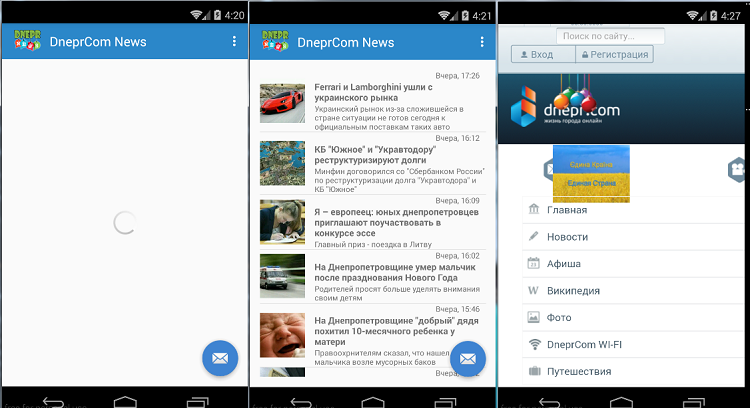 4:20
DNEPR
DneprCom News
4:21
DNEPR
DneprCom News
Вчера, 17:26
Ferrari и Lamborghini ушли с
украинского рынка
Украинский рынок из-за сложившейся в
стране ситуации не готов сегодня к
официальным поставкам таких авто
Вчера, 16:12
КБ "Южное" и "Укравтодору"
реструктуризируют долги
Минфин договорился со "Сбербанком России"
по реструктуризации долга "Укравтодора" и
КБ "Южное"
Вчера, 16:09
Я – европеец: юных днепропетровцев
приглашают поучаствовать в
конкурсе эссе
Главный приз - поездка в Литву
Вчера, 16:02
На Днепропетровщине умер мальчик
после празднования Нового Года
Родителей просят больше уделять внимания
своим детям
Вчера, 15:46
На Днепропетровщине "добрый" дядя
похитил 10-месячного ребенка у
матери
Правоохранители сказал, что нашел
мальчика возле мусорных баков
Вчера,
4:27
Поиск по сайту...
Вход
Регистрация
dnepr.com
жизнь города онлайн
Єдина Країна
Единая Страна
Главная
Новости
Афиша
W
Википедия
Фото
DneprCom WI-FI
Путешествия